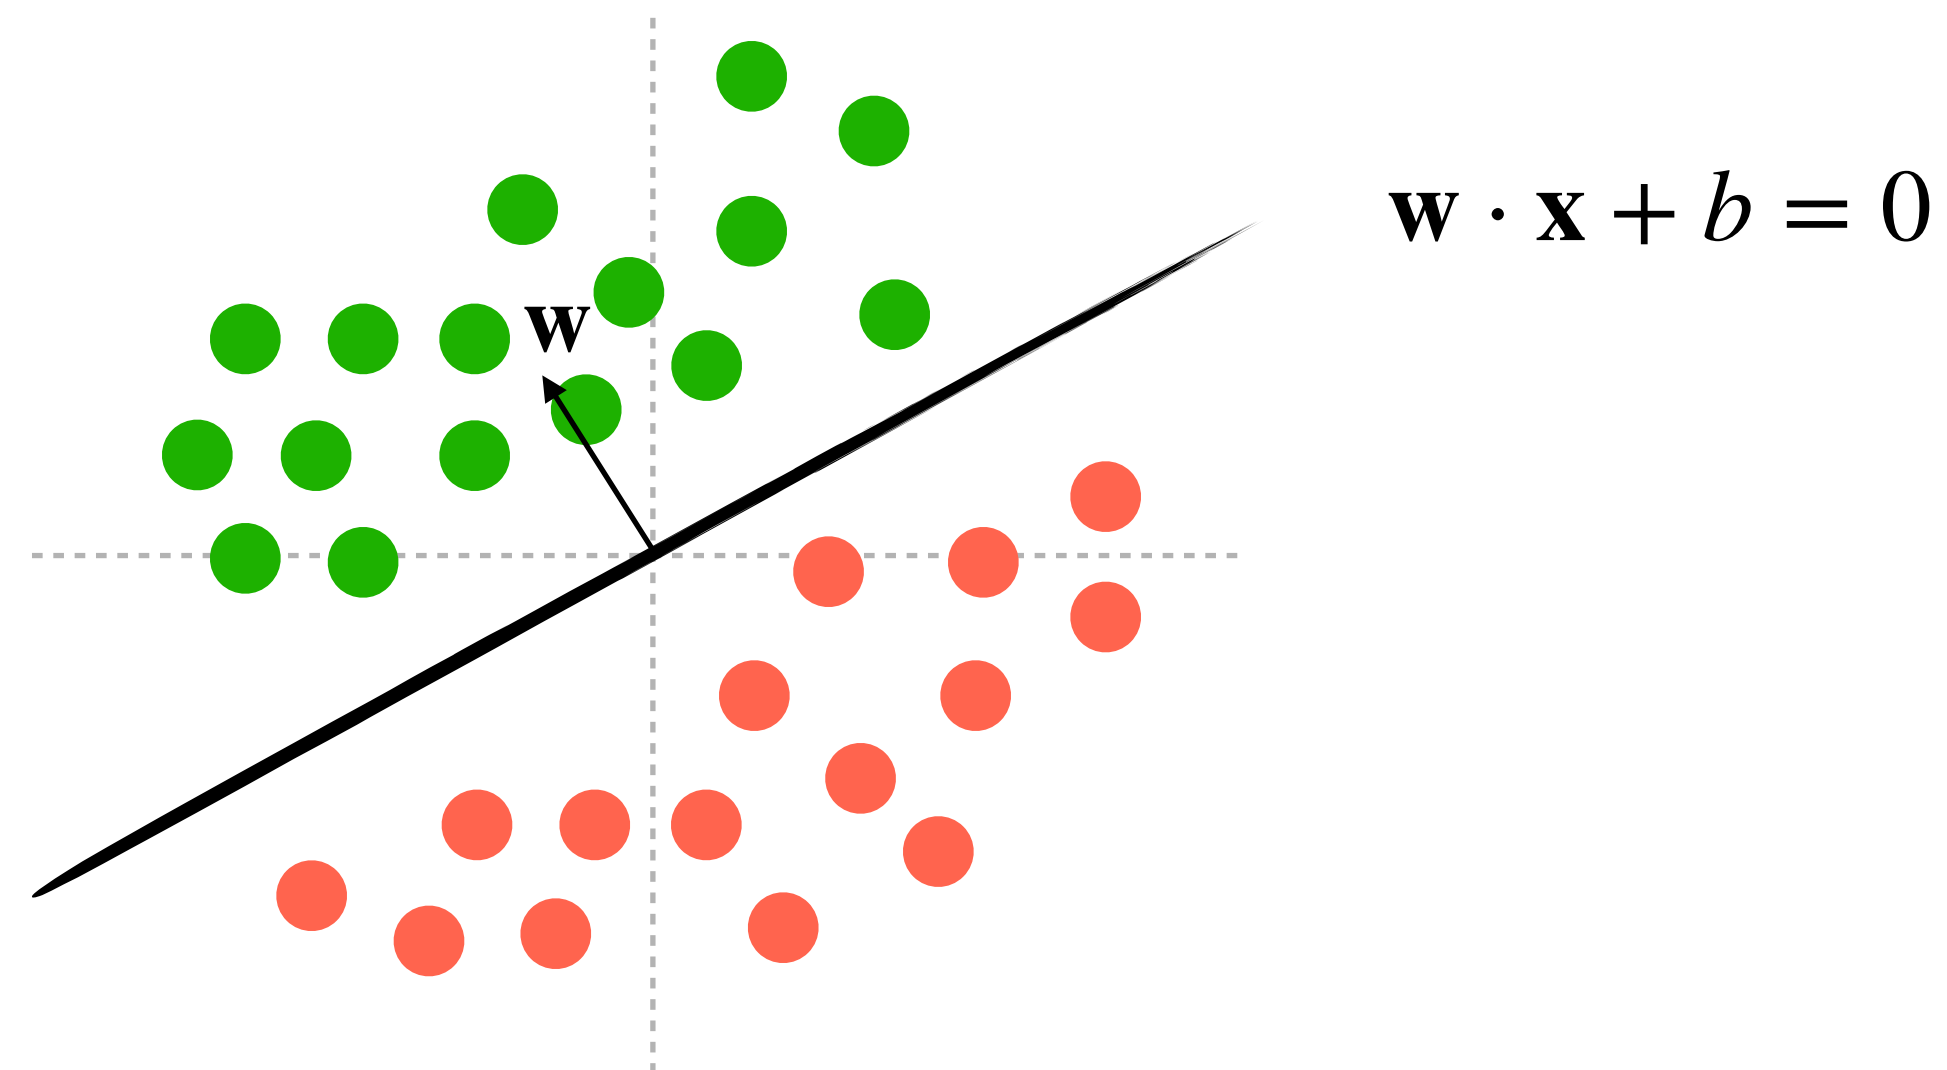 w · x + b = 0
w